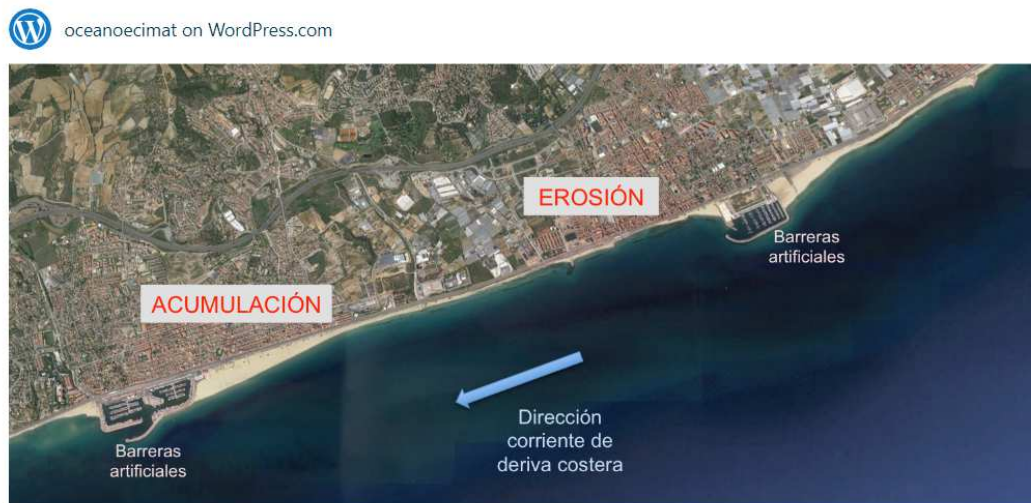 oceanoecimat on WordPress.com
EROSIÓN
Barreras
artificiales
ACUMULACIÓN
Dirección
corriente de
deriva costera
Barreras
artificiales